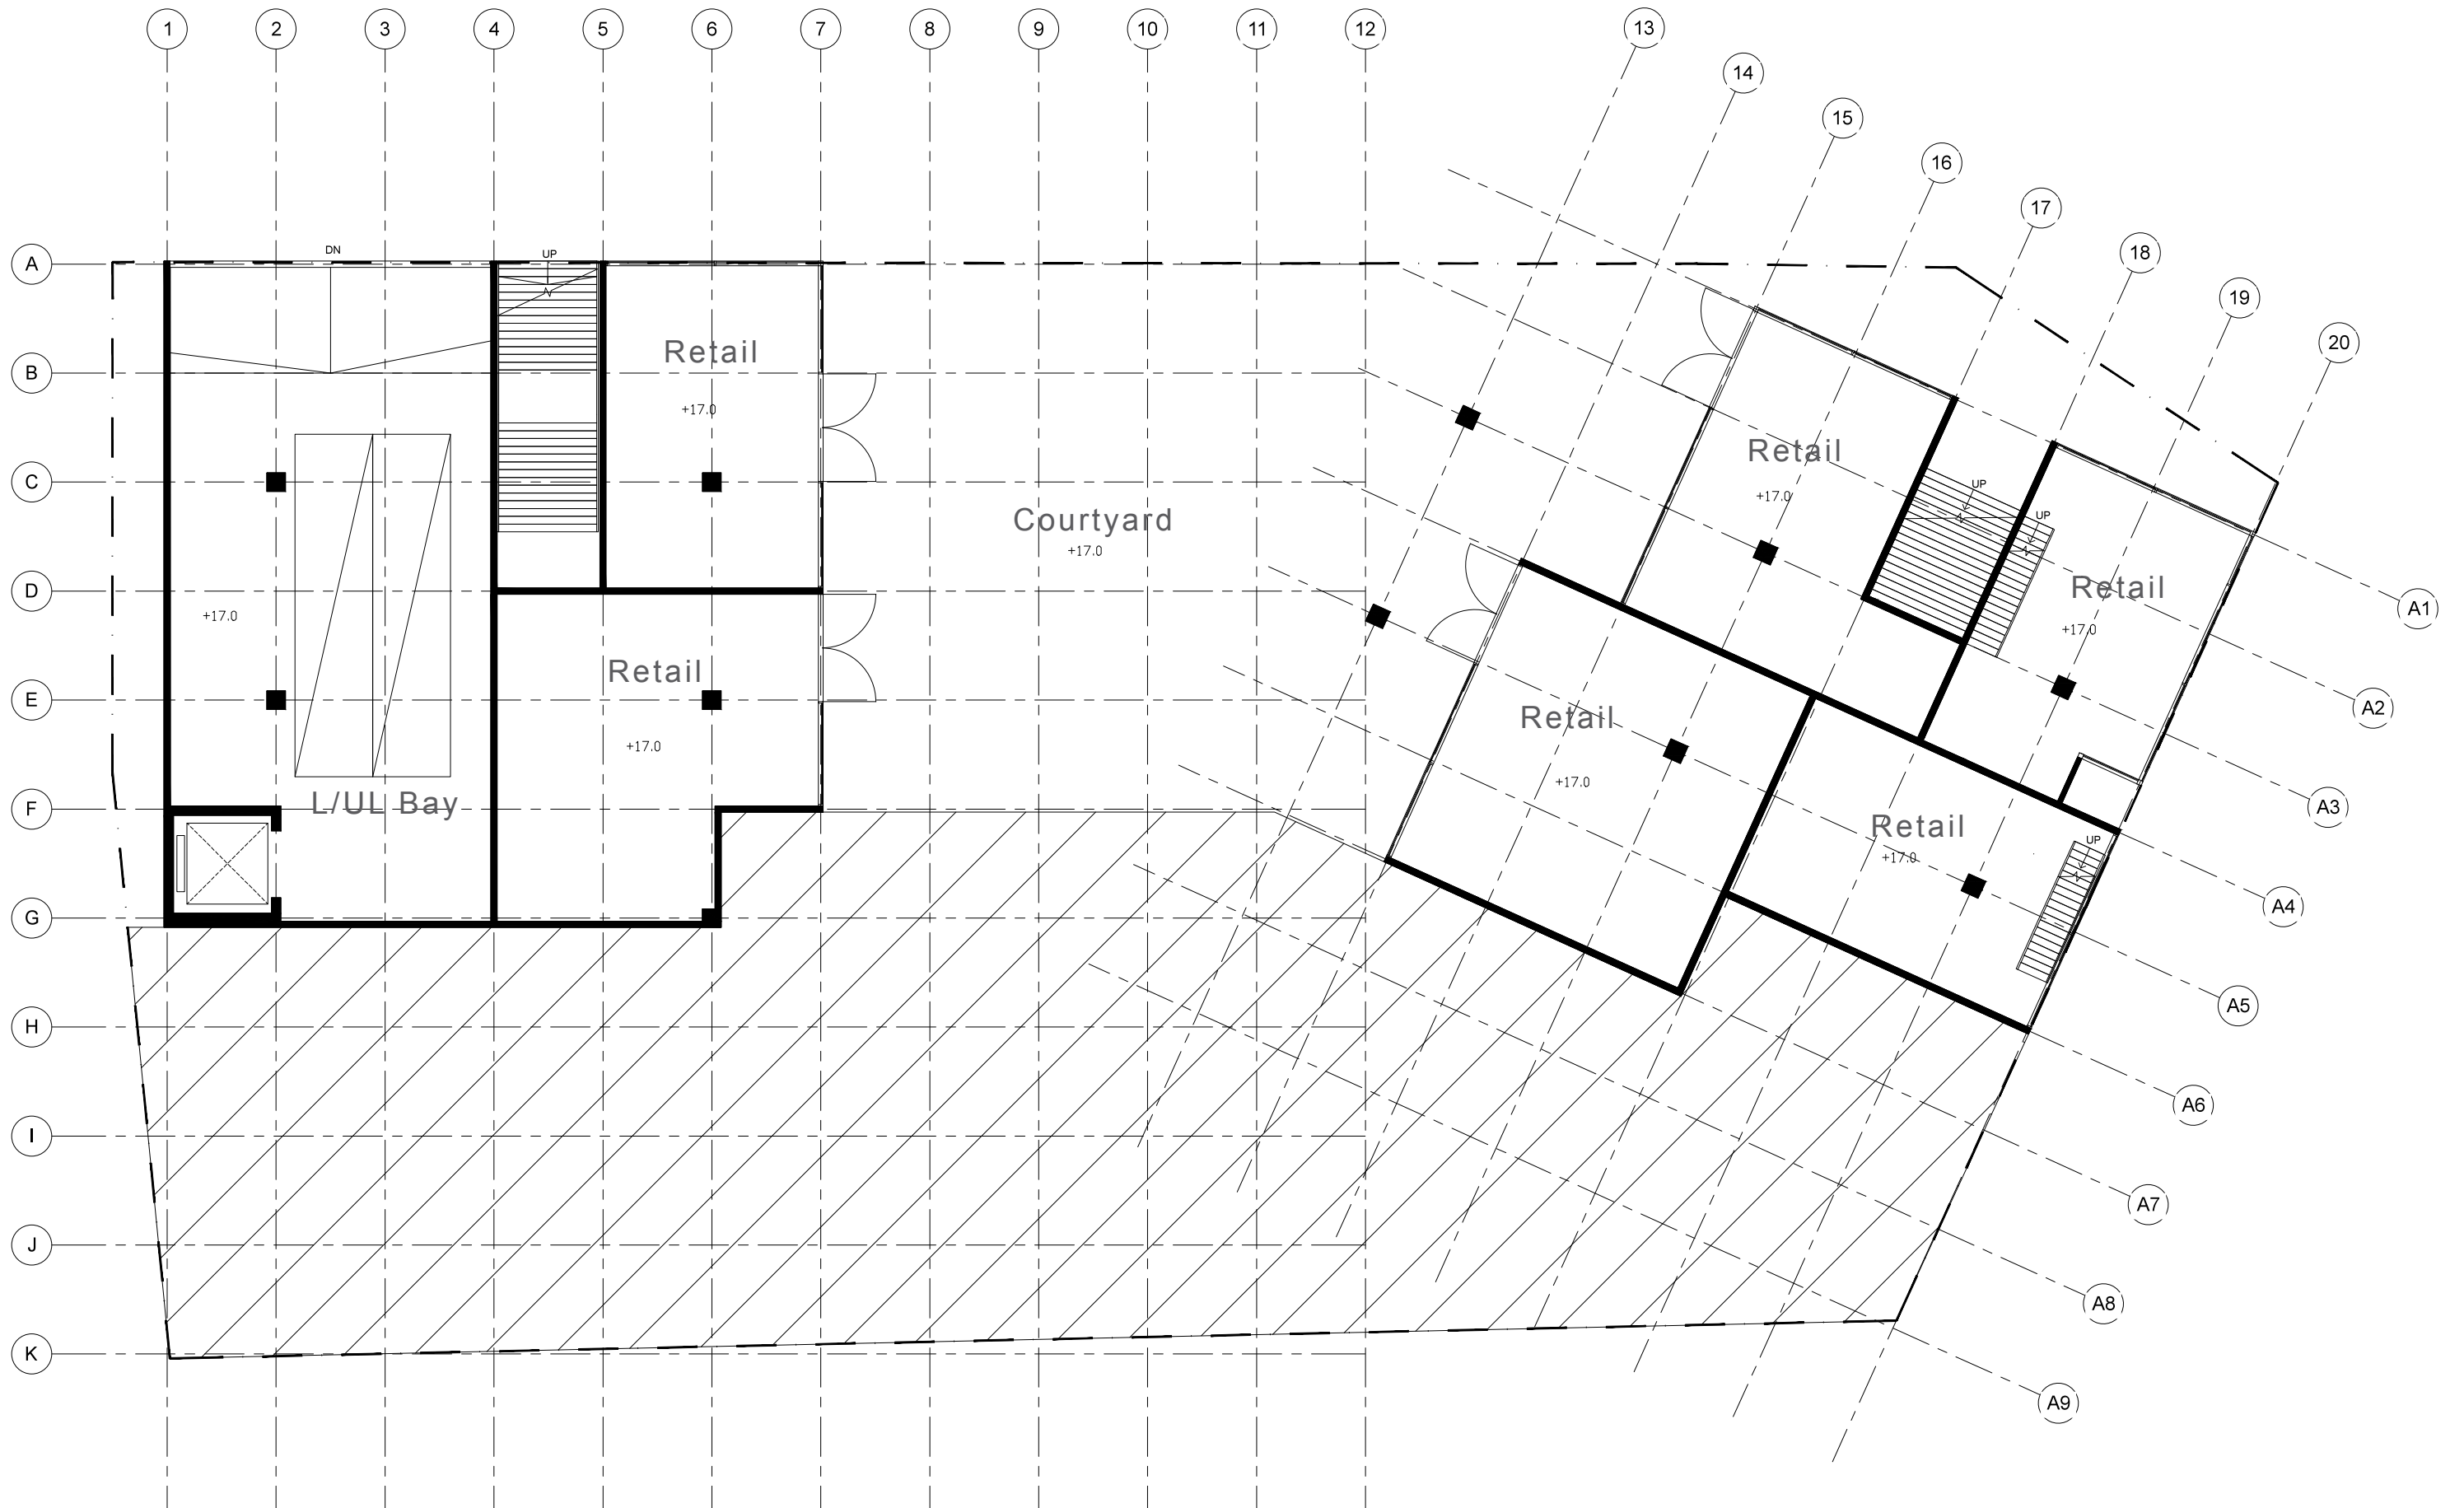 1 2 3 4 5 6 7 8 9 10 11 12 13
14
15
16
17
18
19
20
A
B
C
D
E
F
G
H
I
J
K
DN
UP
Retail
+17.0
+17.0
Retail
+17.0
L/UL Bay
Courtyard
+17.0
Retail
+17.0
UP
UP
Retail
+17.0
Retail
+17.0
Retail
+17.0
UP
A1
A2
A3
A4
A5
A6
A7
A8
A9